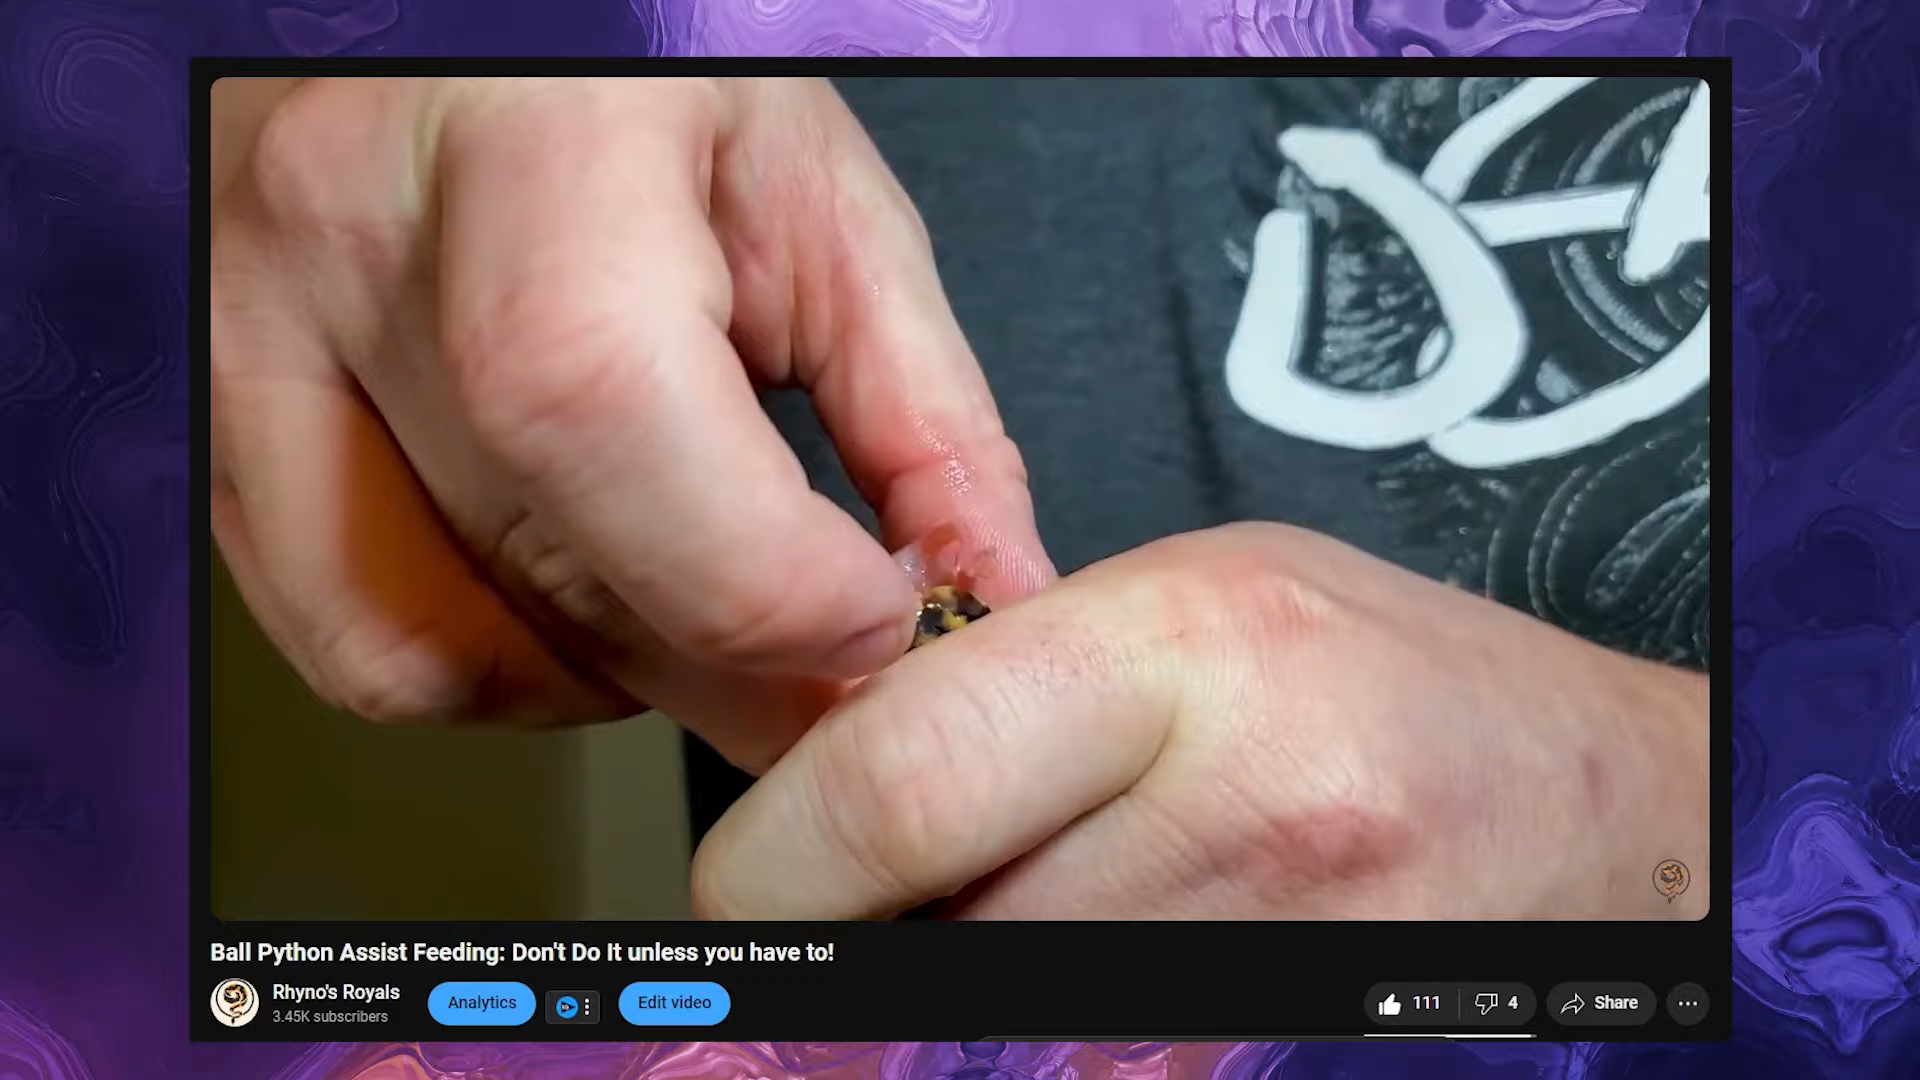 Ball Python Assist Feeding: Don't Do It unless you have to!
Rhyno's Royals
3.45K subscribers
Analytics
Edit video
111
4
Share